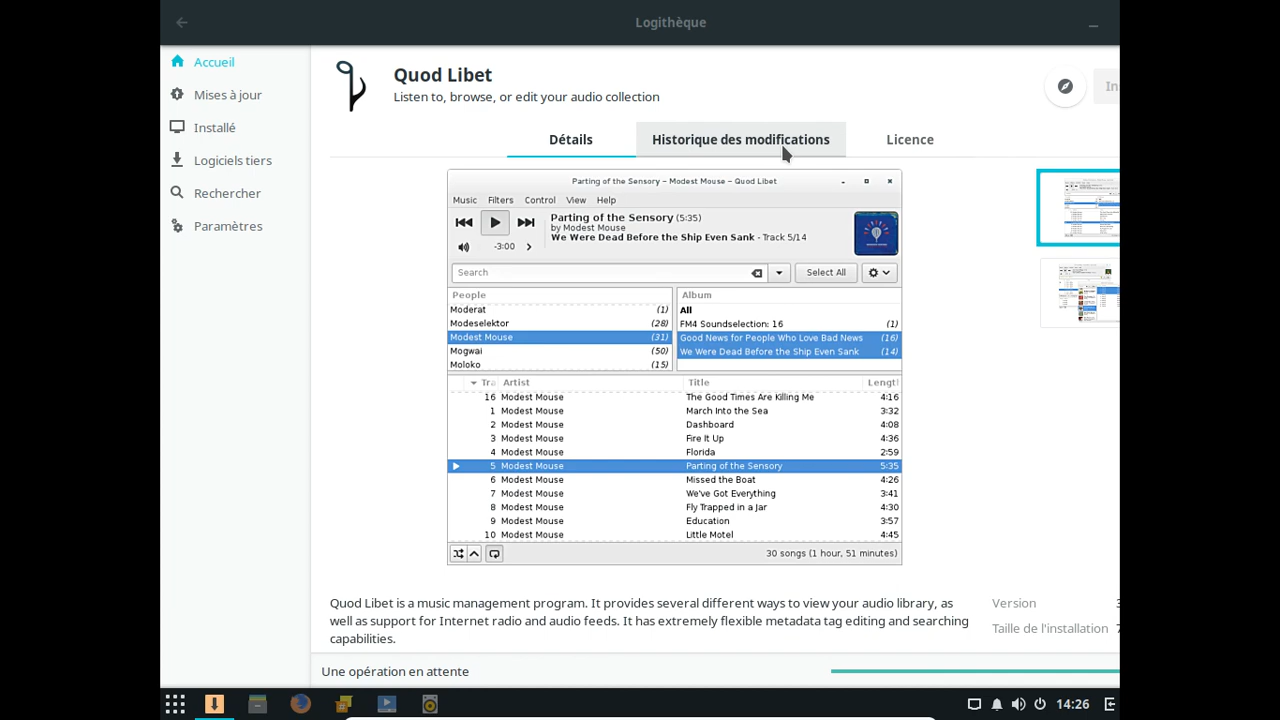 Logithèque
Accueil
Mises à jour
Installé
Logiciels tiers
Rechercher
Paramètres
Quod Libet
Listen to, browse, or edit your audio collection
In
Détails
Historique des modifications
Licence
Parting of the Sensory – Modest Mouse – Quod Libet
Music Filters Control View Help
Parting of the Sensory (5:35)
by Modest Mouse
We Were Dead Before the Ship Even Sank - Track 5/14
-3:00
Search
Select All
People
Moderat (1)
Modeselektor (28)
Modest Mouse (31)
Mogwai (50)
Moloko (15)
Album
All
FM4 Soundselection: 16 (1)
Good News for People Who Love Bad News (16)
We Were Dead Before the Ship Even Sank (14)
Tra Artist Title Lengt
16 Modest Mouse The Good Times Are Killing Me 4:16
1 Modest Mouse March Into the Sea 3:32
2 Modest Mouse Dashboard 4:08
3 Modest Mouse Fire It Up 4:36
4 Modest Mouse Florida 2:59
5 Modest Mouse Parting of the Sensory 5:35
6 Modest Mouse Missed the Boat 4:26
7 Modest Mouse We've Got Everything 3:41
8 Modest Mouse Fly Trapped in a Jar 4:30
9 Modest Mouse Education 3:57
10 Modest Mouse Little Motel 4:45
30 songs (1 hour, 51 minutes)
Quod Libet is a music management program. It provides several different ways to view your audio library, as
well as support for Internet radio and audio feeds. It has extremely flexible metadata tag editing and searching
capabilities.
Version 3
Taille de l'installation 7
Une opération en attente
14:26